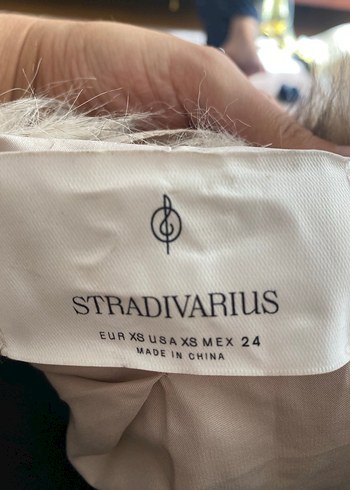 STRADIVARIUS
EUR XS USA XS MEX 24
MADE IN CHINA